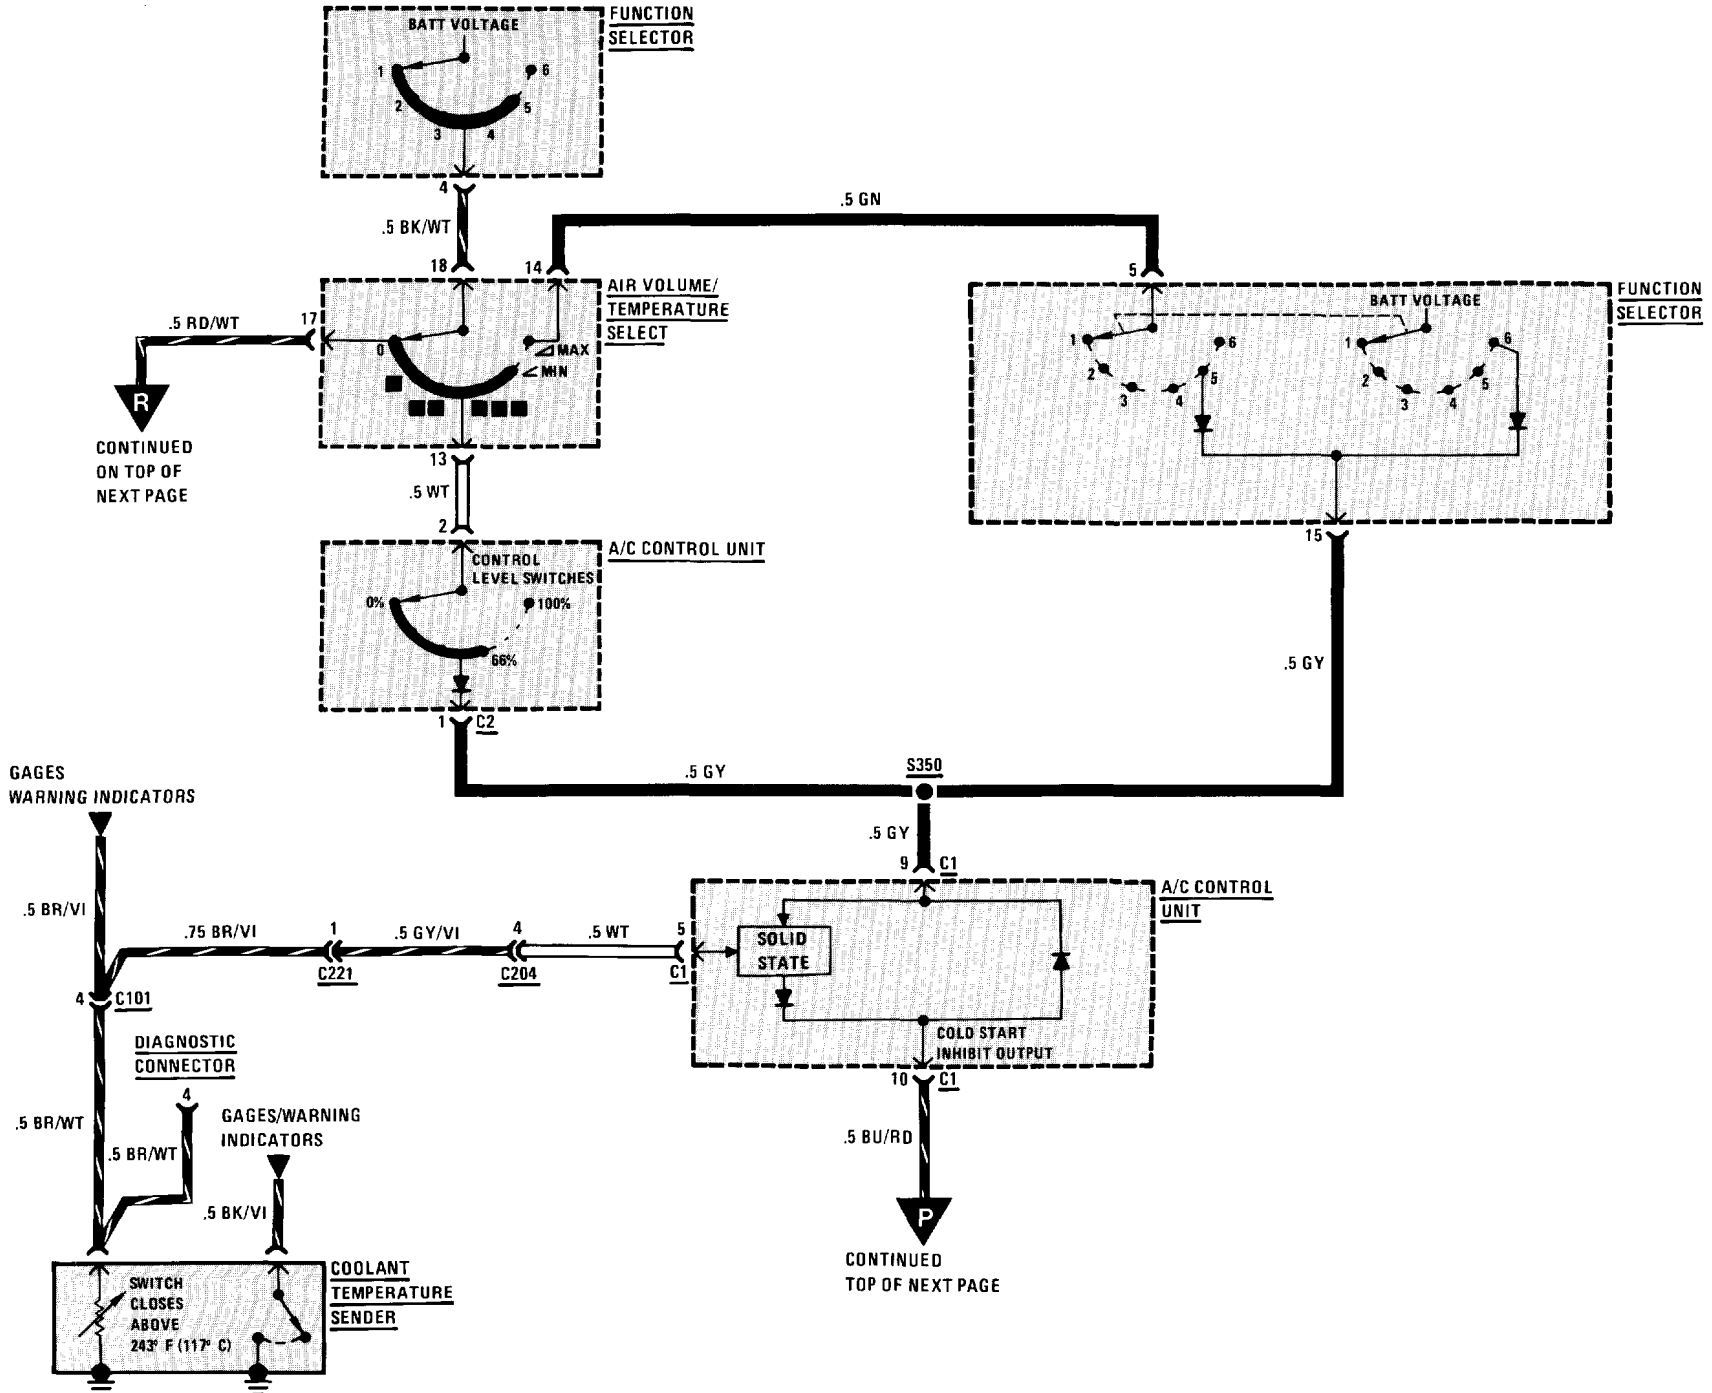 BATT VOLTAGE
FUNCTION
SELECTOR
1
2
3
4
5
6
4
.5 BK/WT
18
.5 GN
14
5
AIR VOLUME/
TEMPERATURE
SELECT
17
.5 RD/WT
R
CONTINUED
ON TOP OF
NEXT PAGE
0
MAX
MIN
13
.5 WT
2
BATT VOLTAGE
FUNCTION
SELECTOR
1
2
3
4
5
6
1
2
3
4
5
6
15
.5 GY
A/C CONTROL UNIT
CONTROL
LEVEL SWITCHES
0%
100%
66%
1
C2
.5 GY
S350
.5 GY
9
C1
GAGES
WARNING INDICATORS
.5 BR/VI
.75 BR/VI
1
C221
.5 GY/VI
4
C204
.5 WT
5
C1
SOLID
STATE
A/C CONTROL
UNIT
COLD START
INHIBIT OUTPUT
10
C1
.5 BU/RD
P
CONTINUED
TOP OF NEXT PAGE
4
C101
DIAGNOSTIC
CONNECTOR
4
.5 BR/WT
.5 BR/WT
GAGES/WARNING
INDICATORS
.5 BK/VI
SWITCH
CLOSES
ABOVE
243° F (117° C)
COOLANT
TEMPERATURE
SENDER